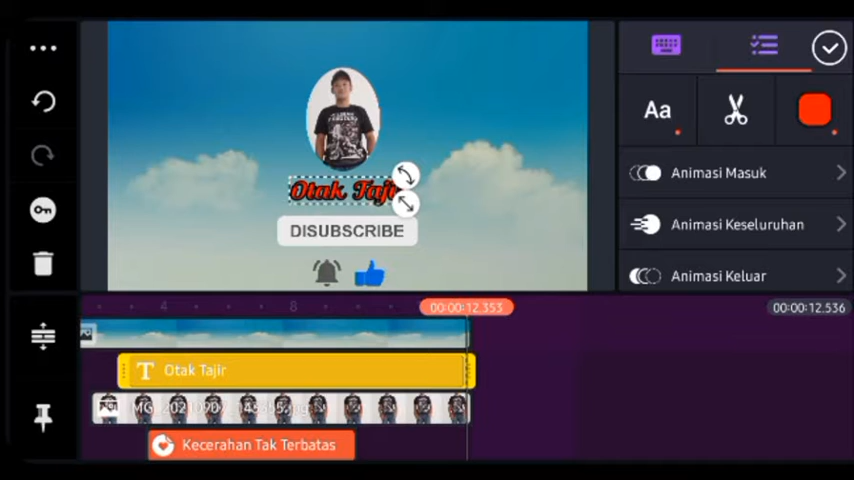 Aa
Animasi Masuk
Otak Tajir
DISUBSCRIBE
Animasi Keseluruhan
Animasi Keluar
4
8
00:00:12.353
00:00:12.536
T Otak Tajir
Kecerahan Tak Terbatas